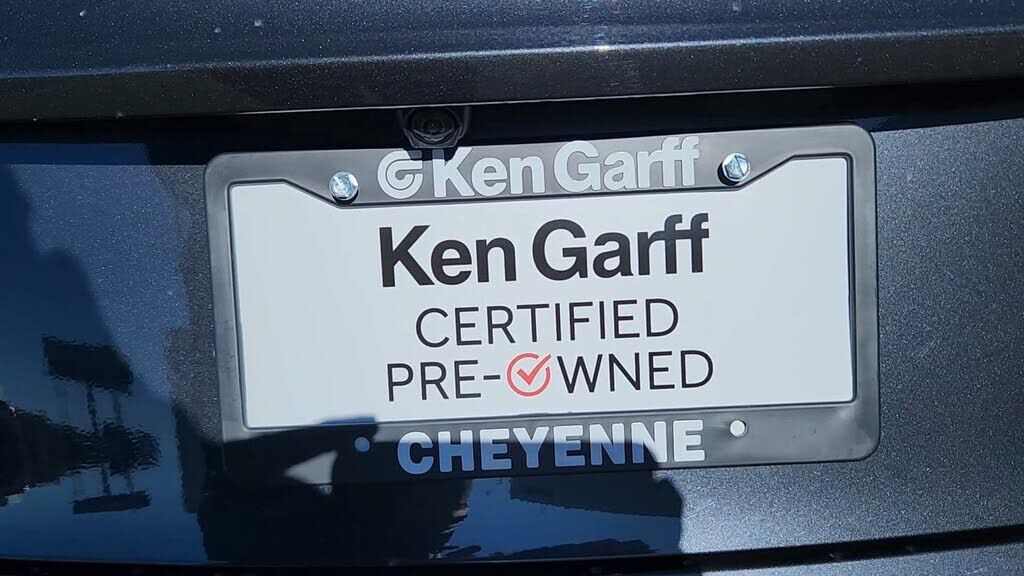 Ken Garff
Ken Garff
CERTIFIED
PRE-OWNED
CHEYENNE